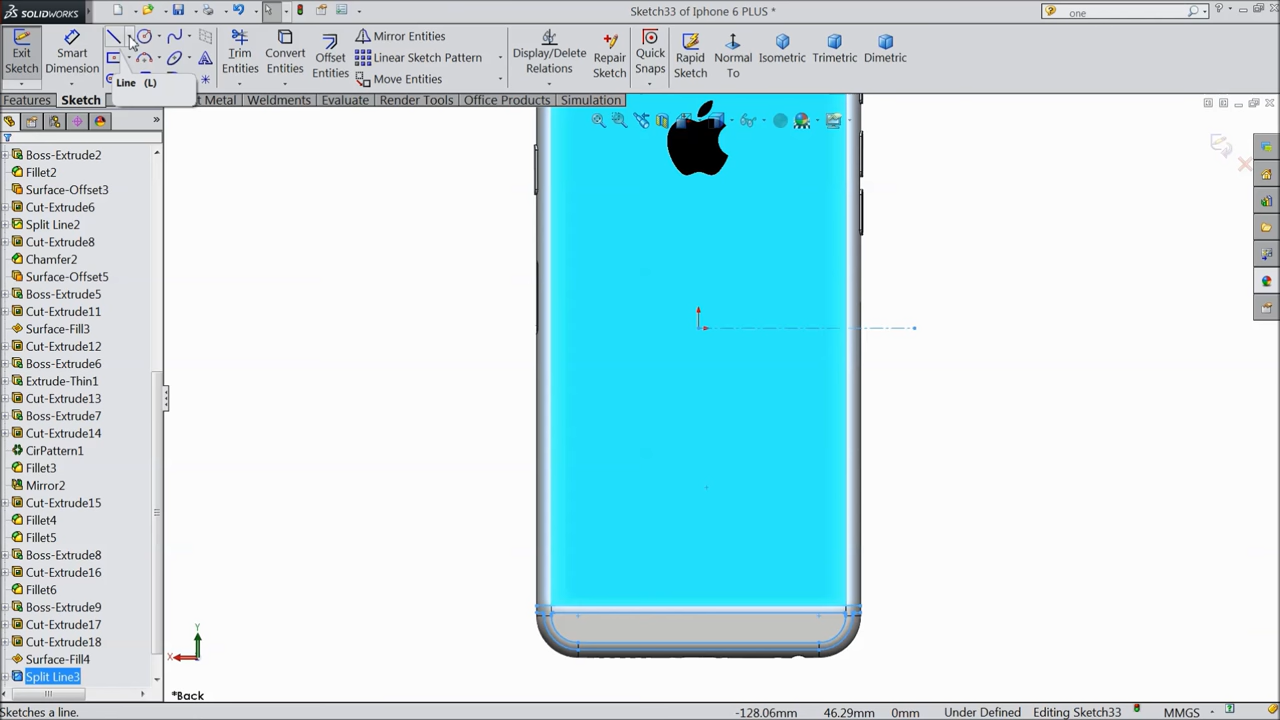 SOLIDWORKS
Sketch33 of Iphone 6 PLUS *
one
Exit Sketch
Smart Dimension
Trim Entities
Convert Entities
Offset Entities
Mirror Entities
Linear Sketch Pattern
Move Entities
Display/Delete Relations
Repair Sketch
Quick Snaps
Rapid Sketch
Normal To
Isometric
Trimetric
Dimetric
Line (L)
Features
Sketch
t Metal
Weldments
Evaluate
Render Tools
Office Products
Simulation
Boss-Extrude2
Fillet2
Surface-Offset3
Cut-Extrude6
Split Line2
Cut-Extrude8
Chamfer2
Surface-Offset5
Boss-Extrude5
Cut-Extrude11
Surface-Fill3
Cut-Extrude12
Boss-Extrude6
Extrude-Thin1
Cut-Extrude13
Boss-Extrude7
Cut-Extrude14
CirPattern1
Fillet3
Mirror2
Cut-Extrude15
Fillet4
Fillet5
Boss-Extrude8
Cut-Extrude16
Fillet6
Boss-Extrude9
Cut-Extrude17
Cut-Extrude18
Surface-Fill4
Split Line3
Y
X
*Back
Sketches a line.
-128.06mm
46.29mm
0mm
Under Defined
Editing Sketch33
MMGS